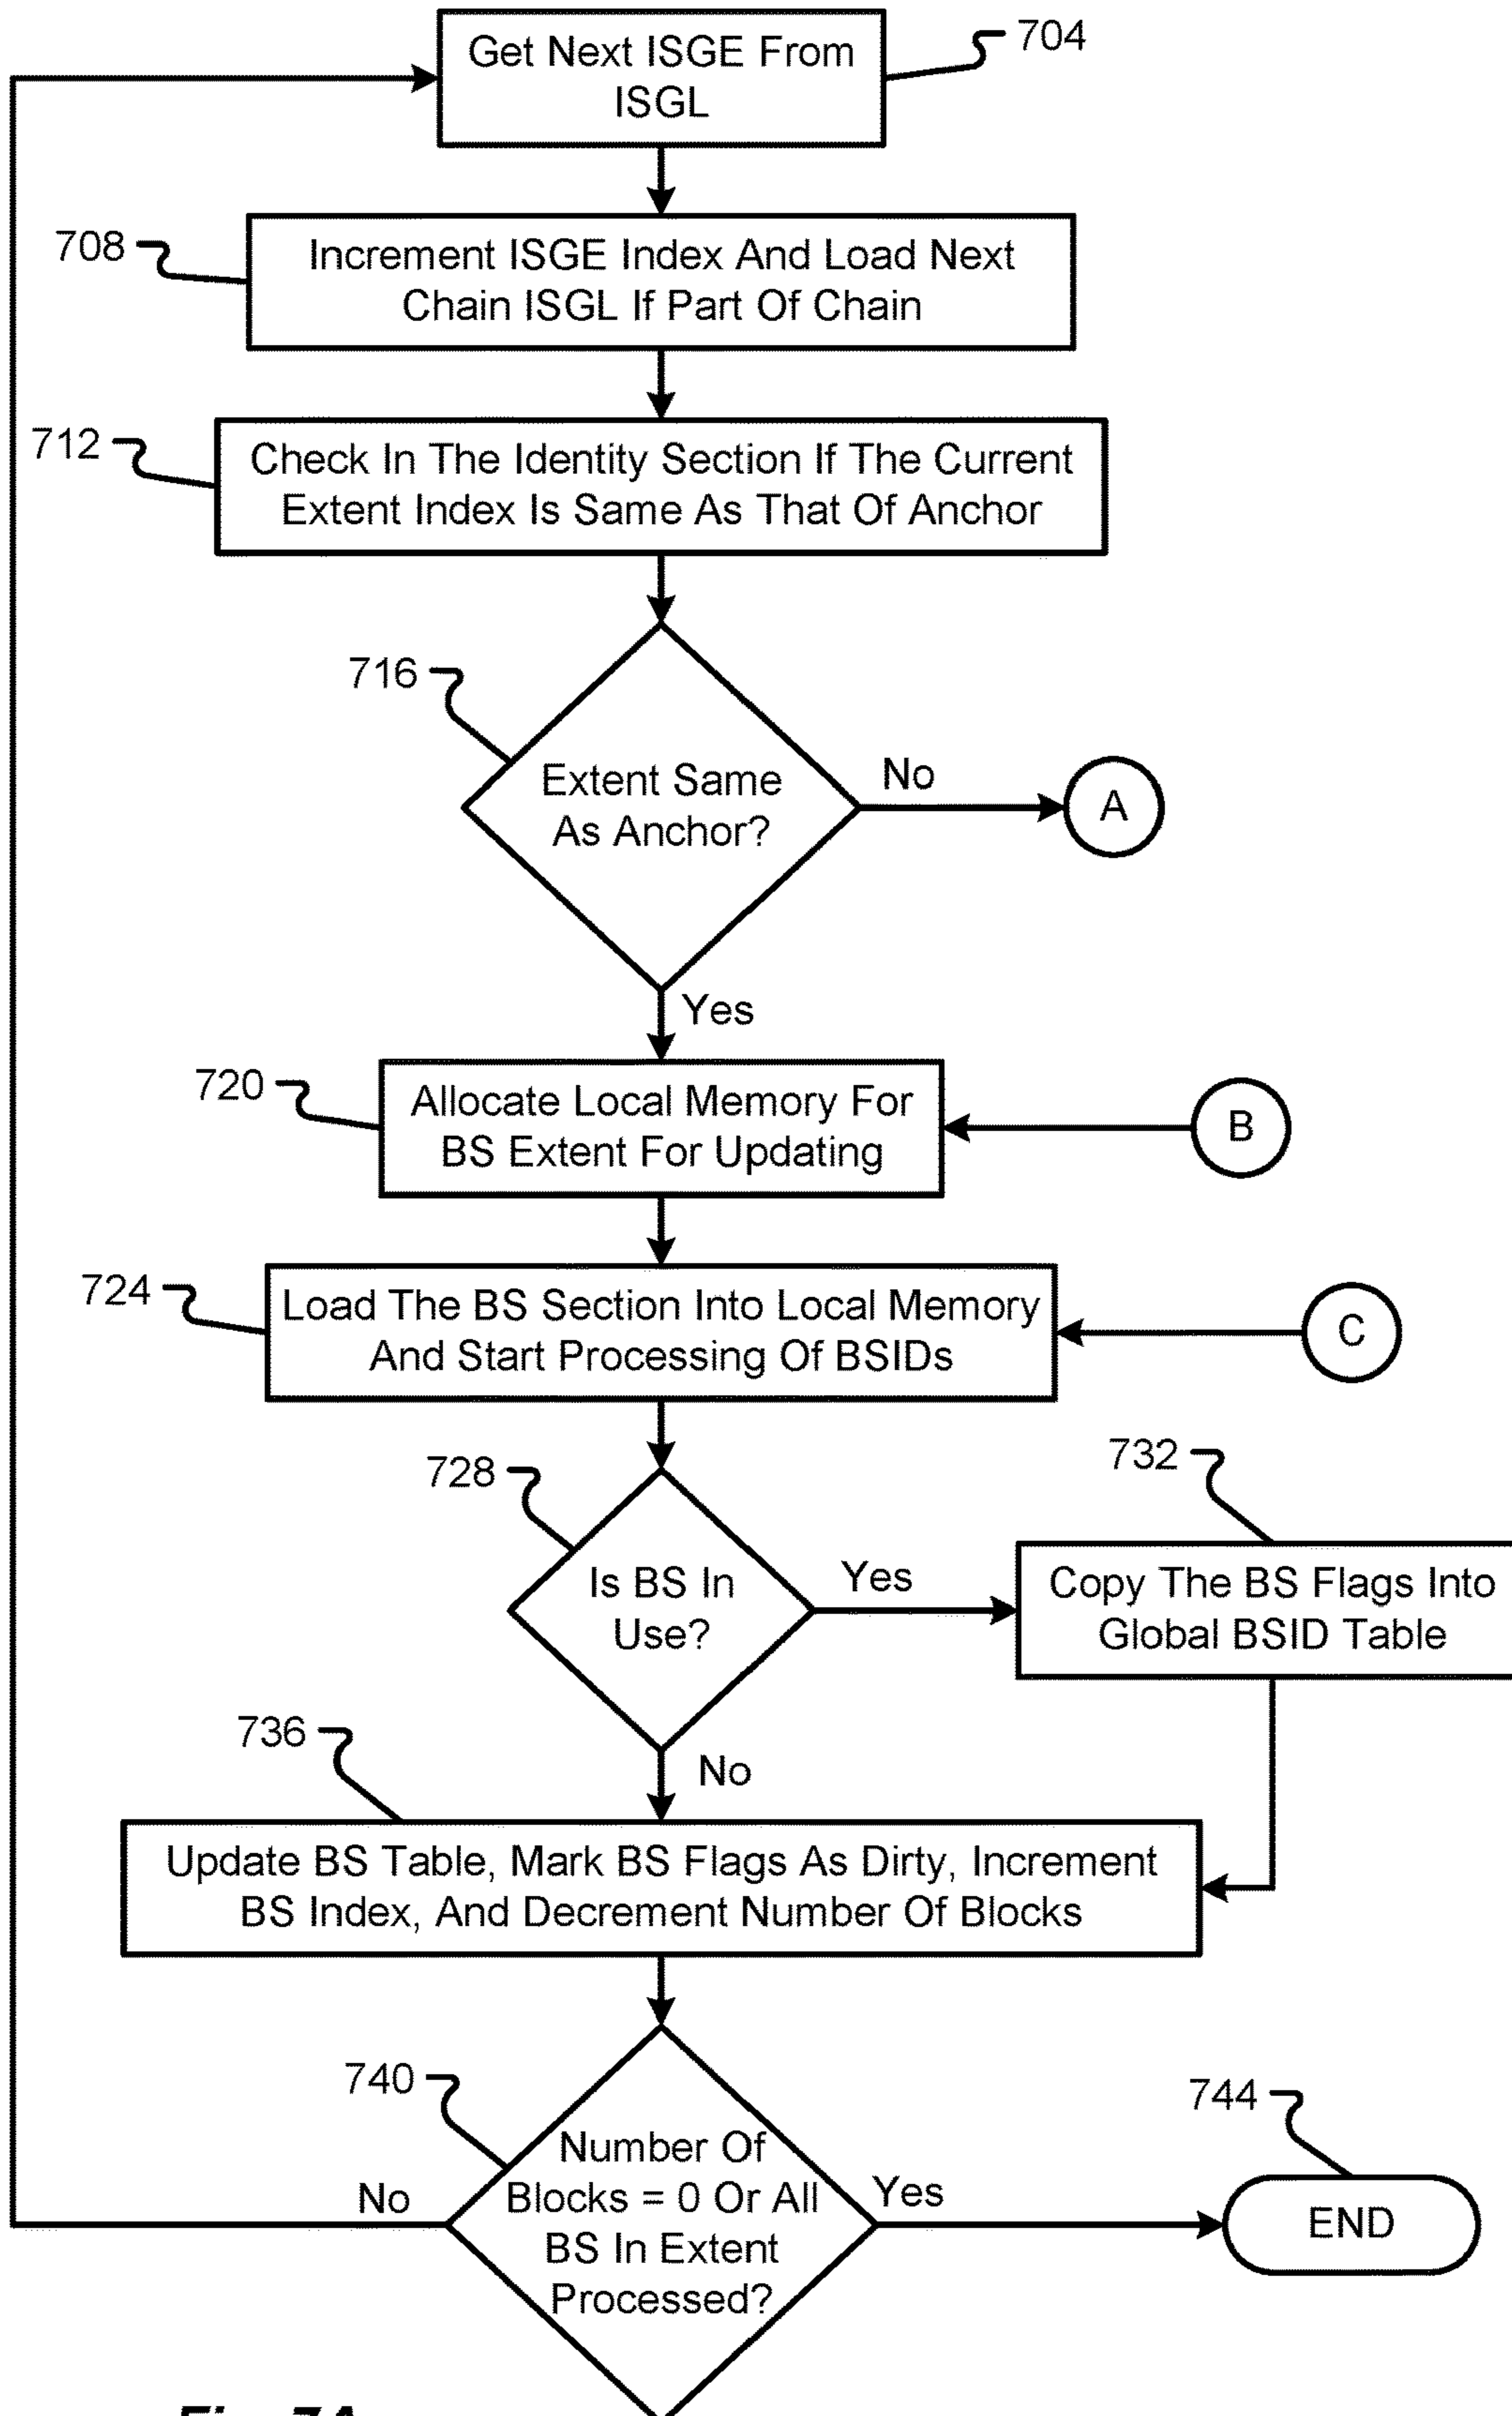 Get Next ISGE From
ISGL
704
708
Increment ISGE Index And Load Next
Chain ISGL If Part Of Chain
712
Check In The Identity Section If The Current
Extent Index Is Same As That Of Anchor
716
Extent Same
As Anchor?
No
A
Yes
720
Allocate Local Memory For
BS Extent For Updating
B
724
Load The BS Section Into Local Memory
And Start Processing Of BSIDs
C
728
Is BS In
Use?
Yes
732
Copy The BS Flags Into
Global BSID Table
No
736
Update BS Table, Mark BS Flags As Dirty, Increment
BS Index, And Decrement Number Of Blocks
740
Number Of
Blocks = 0 Or All
BS In Extent
Processed?
No
Yes
744
END